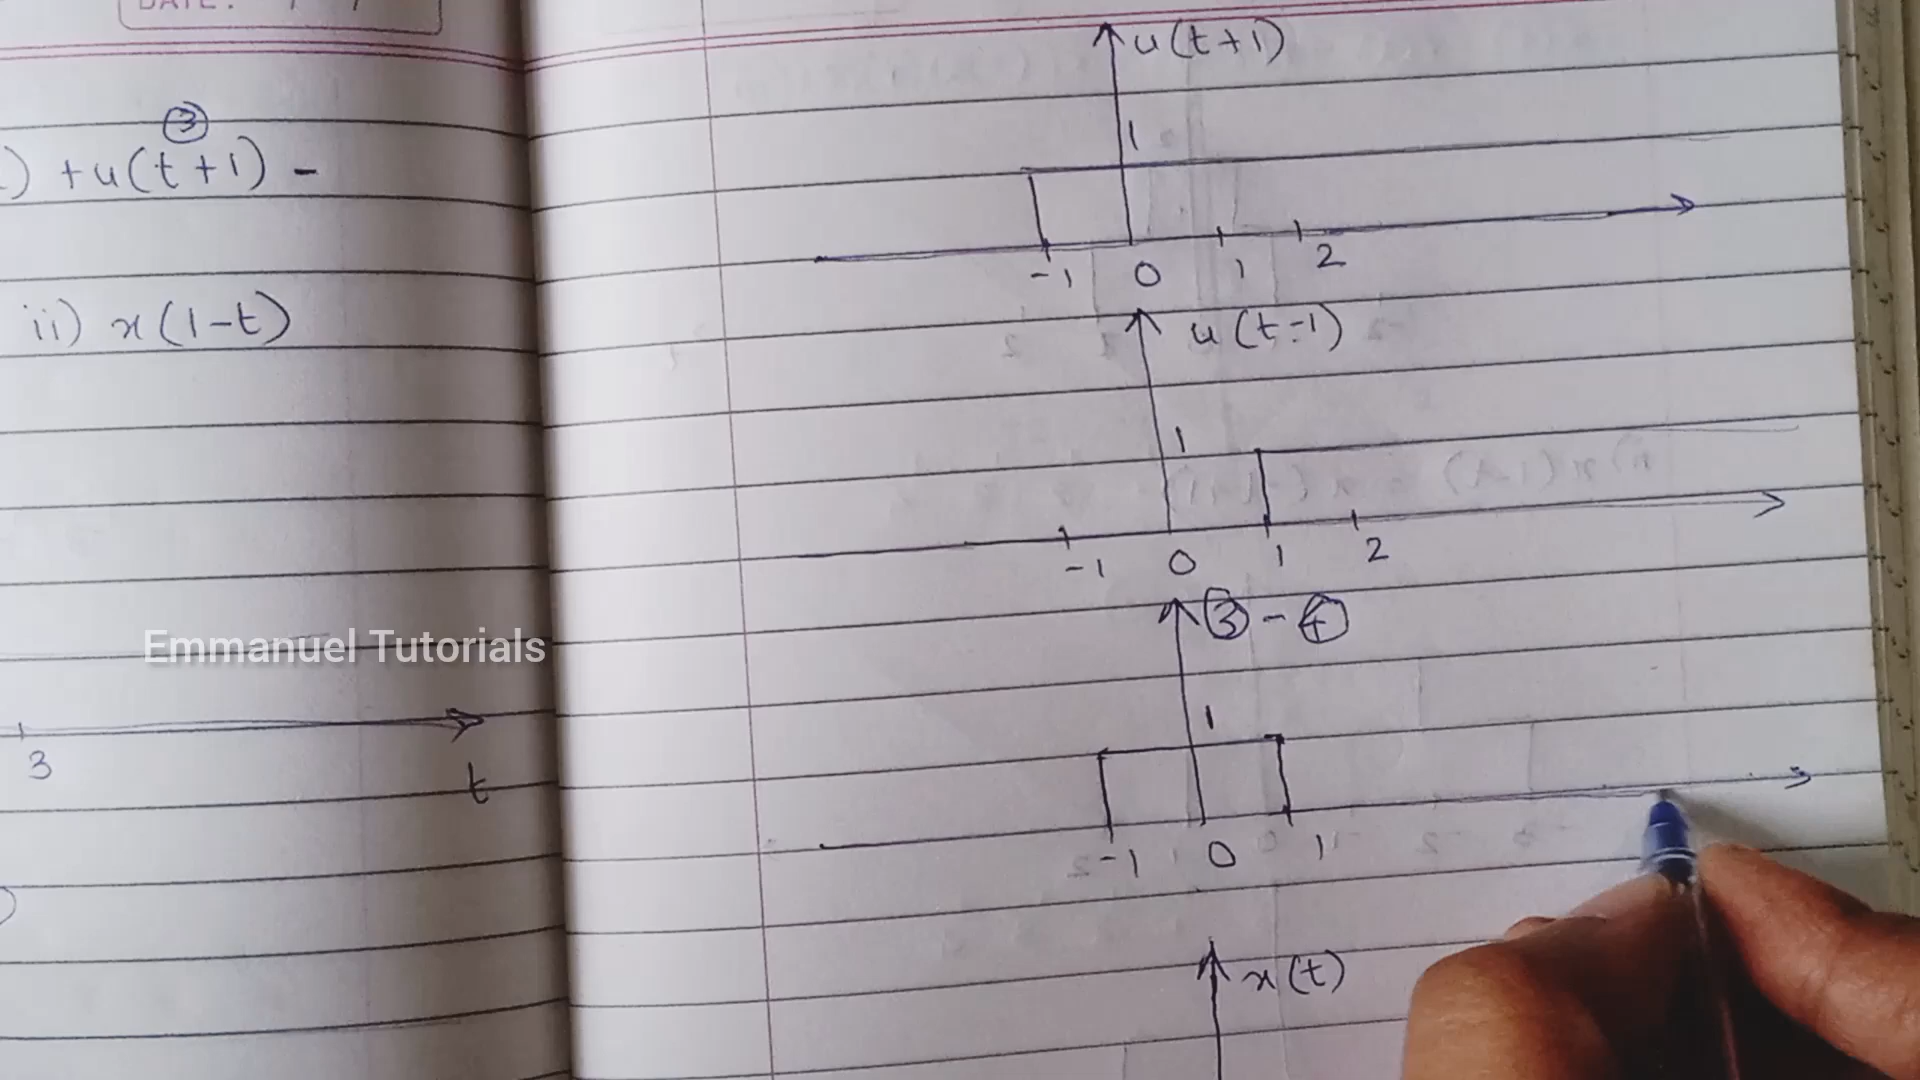 DATE: / /
③
) + u(t+1) -
ii) x(1-t)
Emmanuel Tutorials
3
t
u(t+1)
1
-1 0 1 2
u(t-1)
1
-1 0 1 2
③ - ④
1
-1 0 1
x(t)